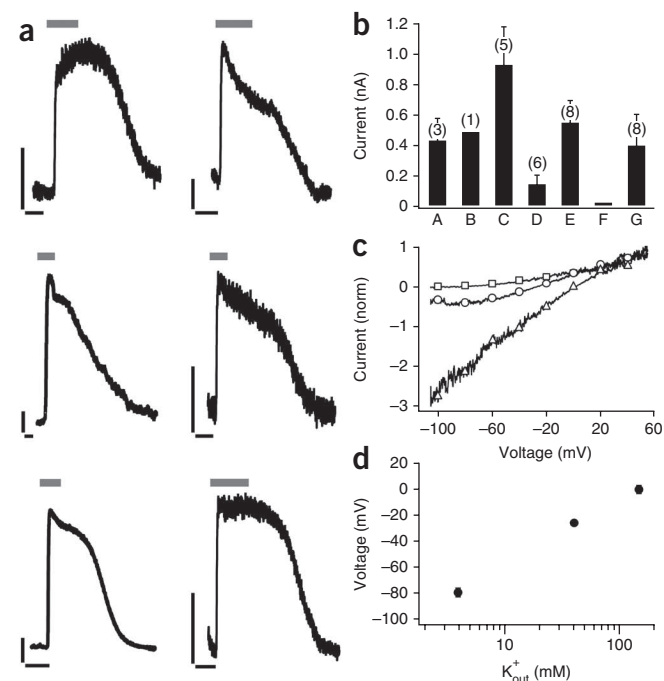 a
b
1.2
1.0
0.8
0.6
0.4
0.2
0
Current (nA)
(3)
(1)
(5)
(6)
(8)
(8)
A B C D E F G
c
1
0
−1
−2
−3
Current (norm)
−100 −60 −20 20 60
Voltage (mV)
d
20
0
−20
−40
−60
−80
−100
Voltage (mV)
10 100
K+out (mM)